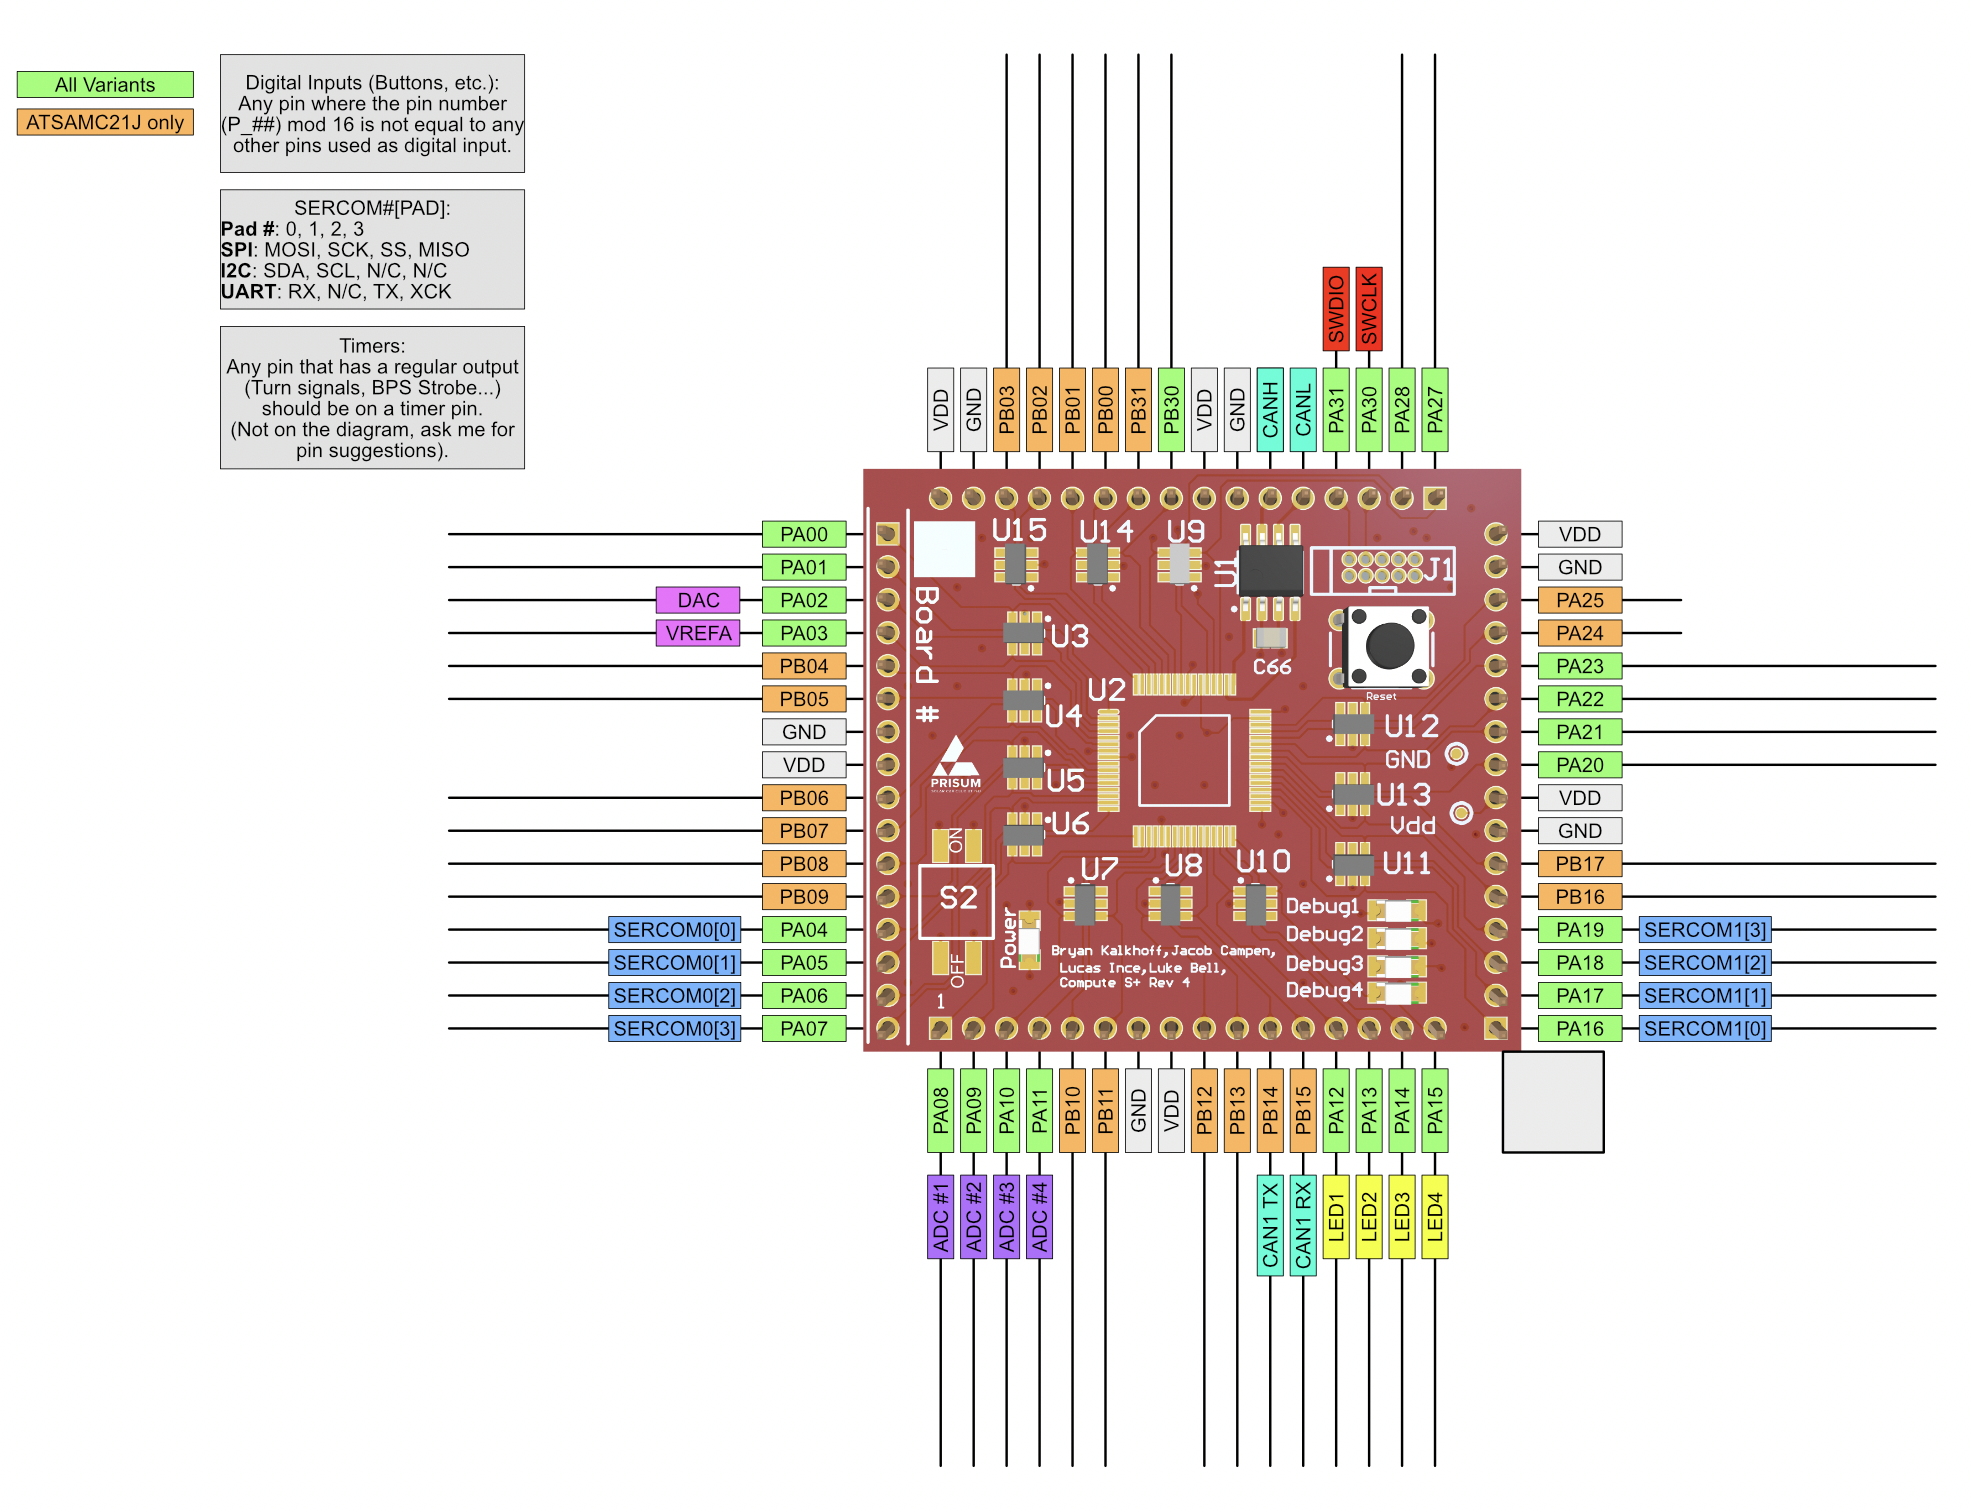 All Variants
ATSAMC21J only
Digital Inputs (Buttons, etc.):
Any pin where the pin number
(P_##) mod 16 is not equal to any
other pins used as digital input.
SERCOM#[PAD]:
Pad #: 0, 1, 2, 3
SPI: MOSI, SCK, SS, MISO
I2C: SDA, SCL, N/C, N/C
UART: RX, N/C, TX, XCK
Timers:
Any pin that has a regular output
(Turn signals, BPS Strobe...)
should be on a timer pin.
(Not on the diagram, ask me for
pin suggestions).
SWDIO
SWCLK
VDD
GND
PB03
PB02
PB01
PB00
PB31
PB30
VDD
GND
CANH
CANL
PA31
PA30
PA28
PA27
PA00
PA01
DAC PA02
VREFA PA03
PB04
PB05
GND
VDD
PB06
PB07
PB08
PB09
SERCOM0[0] PA04
SERCOM0[1] PA05
SERCOM0[2] PA06
SERCOM0[3] PA07
U15
U14
U9
U1
J1
Board #
U3
C66
Reset
U2
U4
U12
GND
PRISUM
U5
U13
Vdd
U6
ON
U7
U8
U10
U11
S2
OFF
Power
1
Debug1
Debug2
Debug3
Debug4
Bryan Kalkhoff,Jacob Campen,
Lucas Ince,Luke Bell,
Compute S+ Rev 4
VDD
GND
PA25
PA24
PA23
PA22
PA21
PA20
VDD
GND
PB17
PB16
PA19 SERCOM1[3]
PA18 SERCOM1[2]
PA17 SERCOM1[1]
PA16 SERCOM1[0]
PA08
PA09
PA10
PA11
PB10
PB11
GND
VDD
PB12
PB13
PB14
PB15
PA12
PA13
PA14
PA15
ADC #1
ADC #2
ADC #3
ADC #4
CAN1 TX
CAN1 RX
LED1
LED2
LED3
LED4